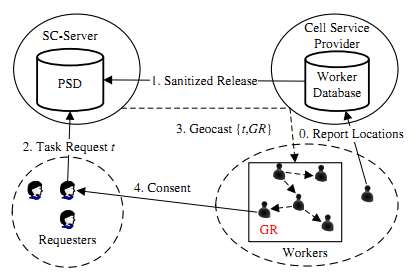 SC-Server
PSD
Cell Service
Provider
Worker
Database
1. Sanitized Release
2. Task Request t
3. Geocast {t,GR}
0. Report Locations
4. Consent
GR
Requesters
Workers